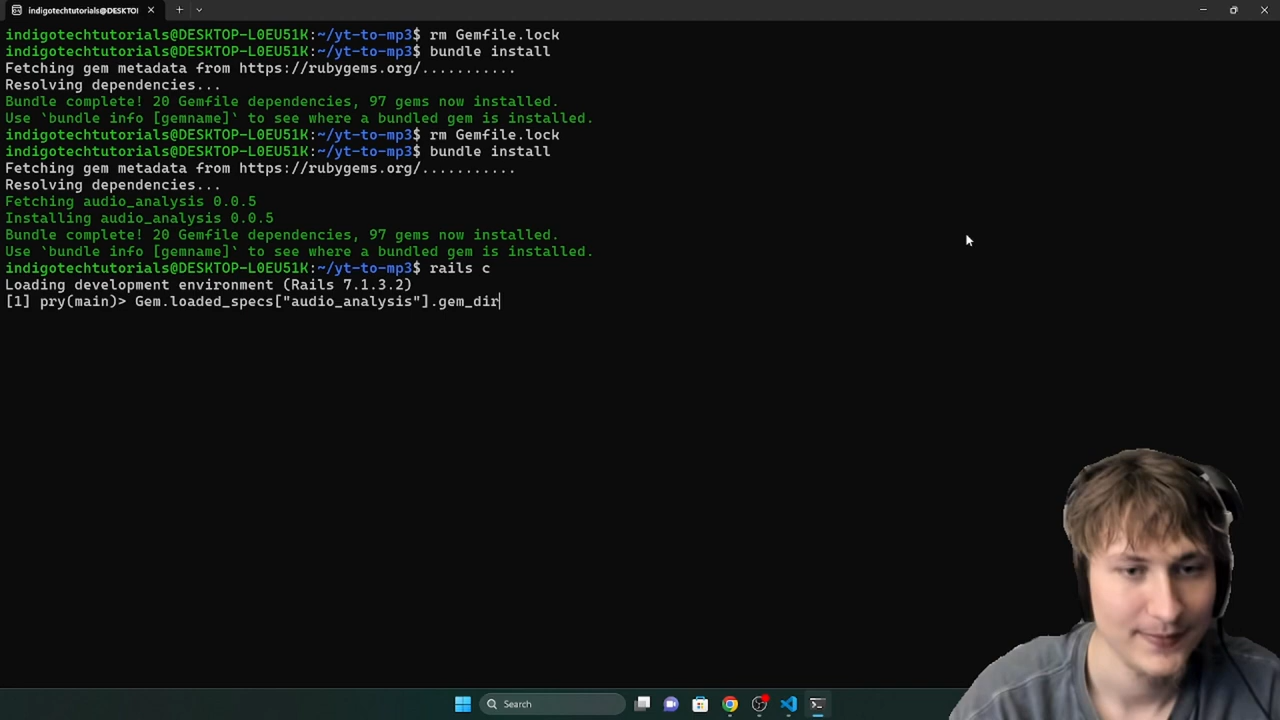 indigotechtutorials@DESKTOP-L0EU51K:~/yt-to-mp3$ rm Gemfile.lock
indigotechtutorials@DESKTOP-L0EU51K:~/yt-to-mp3$ bundle install
Fetching gem metadata from https://rubygems.org/...........
Resolving dependencies...
Bundle complete! 20 Gemfile dependencies, 97 gems now installed.
Use `bundle info [gemname]` to see where a bundled gem is installed.
indigotechtutorials@DESKTOP-L0EU51K:~/yt-to-mp3$ rm Gemfile.lock
indigotechtutorials@DESKTOP-L0EU51K:~/yt-to-mp3$ bundle install
Fetching gem metadata from https://rubygems.org/...........
Resolving dependencies...
Fetching audio_analysis 0.0.5
Installing audio_analysis 0.0.5
Bundle complete! 20 Gemfile dependencies, 97 gems now installed.
Use `bundle info [gemname]` to see where a bundled gem is installed.
indigotechtutorials@DESKTOP-L0EU51K:~/yt-to-mp3$ rails c
Loading development environment (Rails 7.1.3.2)
[1] pry(main)> Gem.loaded_specs["audio_analysis"].gem_dir
Search